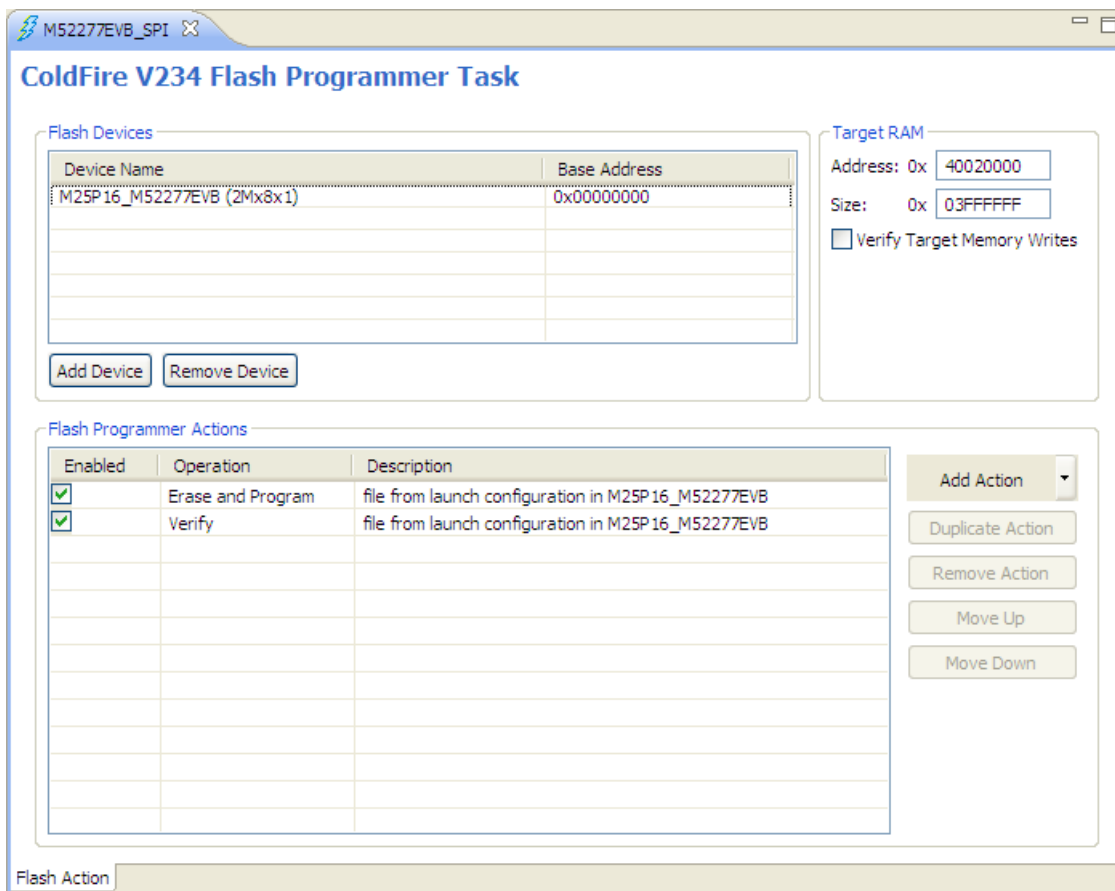 M52277EVB_SPI
ColdFire V234 Flash Programmer Task
Flash Devices
Device Name Base Address
M25P16_M52277EVB (2Mx8x1) 0x00000000
Add Device Remove Device
Target RAM
Address: 0x 40020000
Size: 0x 03FFFFFF
Verify Target Memory Writes
Flash Programmer Actions
Enabled Operation Description
Erase and Program file from launch configuration in M25P16_M52277EVB
Verify file from launch configuration in M25P16_M52277EVB
Add Action
Duplicate Action
Remove Action
Move Up
Move Down
Flash Action